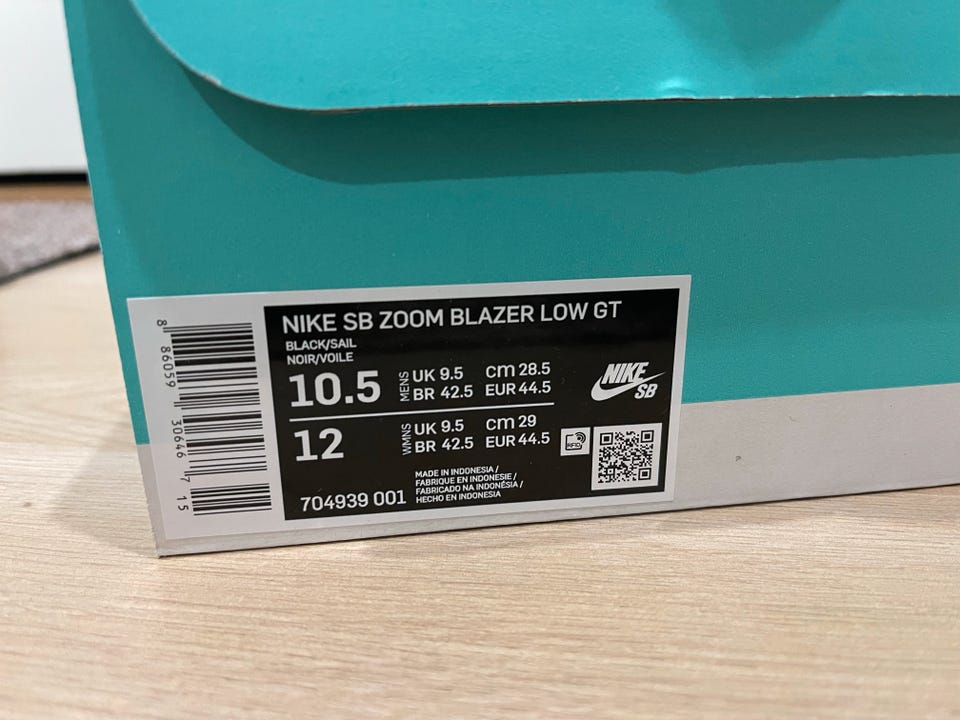 NIKE SB ZOOM BLAZER LOW GT
BLACK/SAIL
NOIR/VOILE
10.5 MENS UK 9.5 cm 28.5
BR 42.5 EUR 44.5
12 WMNS UK 9.5 cm 29
BR 42.5 EUR 44.5
NIKE
SB
RFID
MADE IN INDONESIA /
FABRIQUE EN INDONESIE /
FABRICADO NA INDONÉSIA /
HECHO EN INDONESIA
704939 001
8 86059 30646 7 15